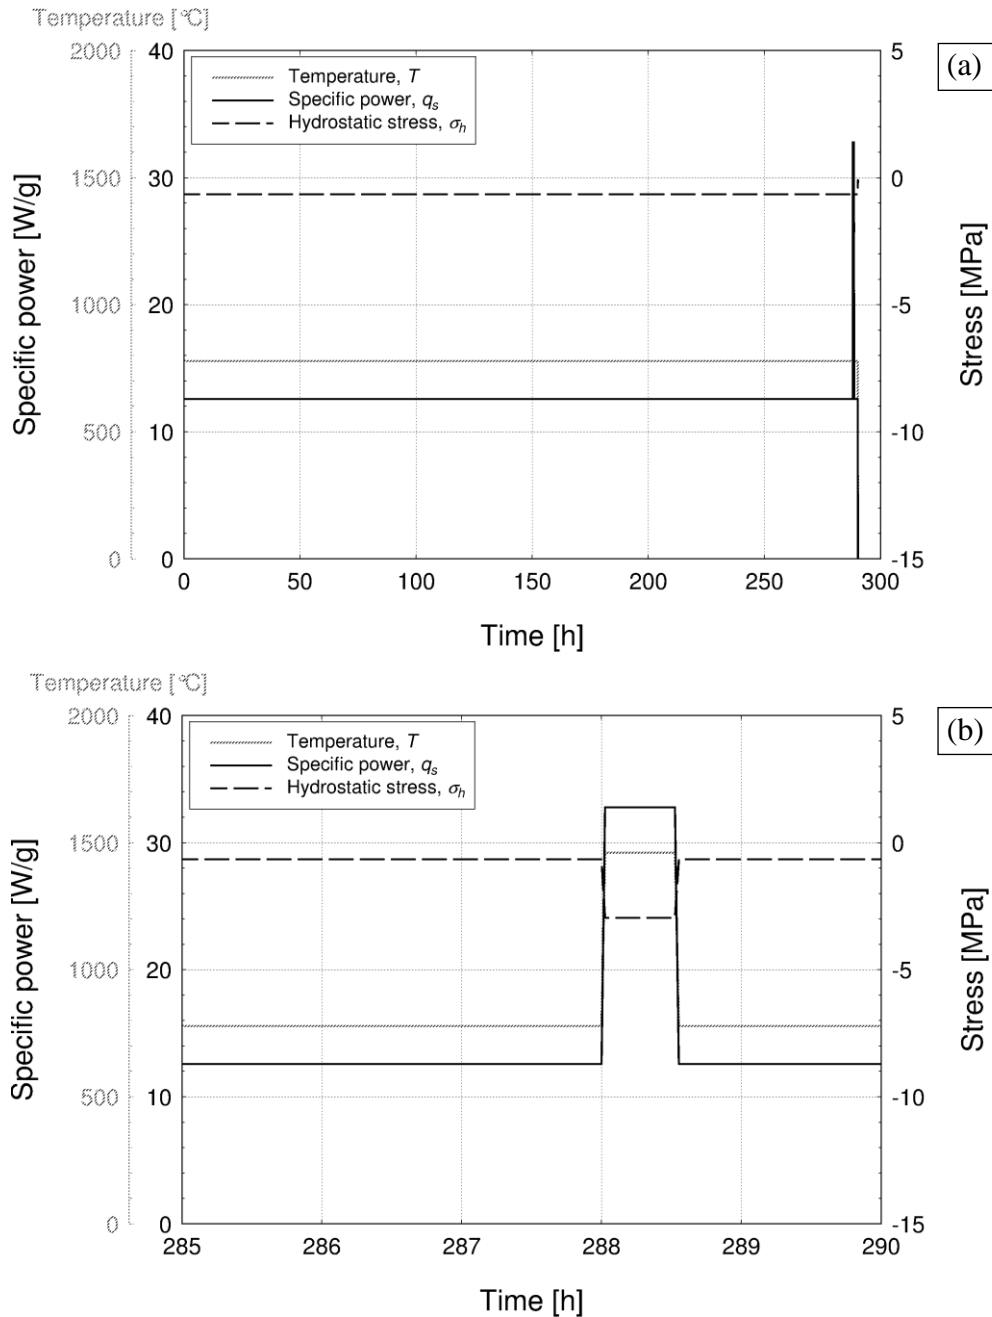 Temperature [°C]
2000 40 5 (a)
Temperature, T
Specific power, qs
Hydrostatic stress, σh
1500 30 0
1000 20 -5
500 10 -10
0 0 -15
Specific power [W/g]
Stress [MPa]
0 50 100 150 200 250 300
Time [h]
Temperature [°C]
2000 40 5 (b)
Temperature, T
Specific power, qs
Hydrostatic stress, σh
1500 30 0
1000 20 -5
500 10 -10
0 0 -15
Specific power [W/g]
Stress [MPa]
285 286 287 288 289 290
Time [h]